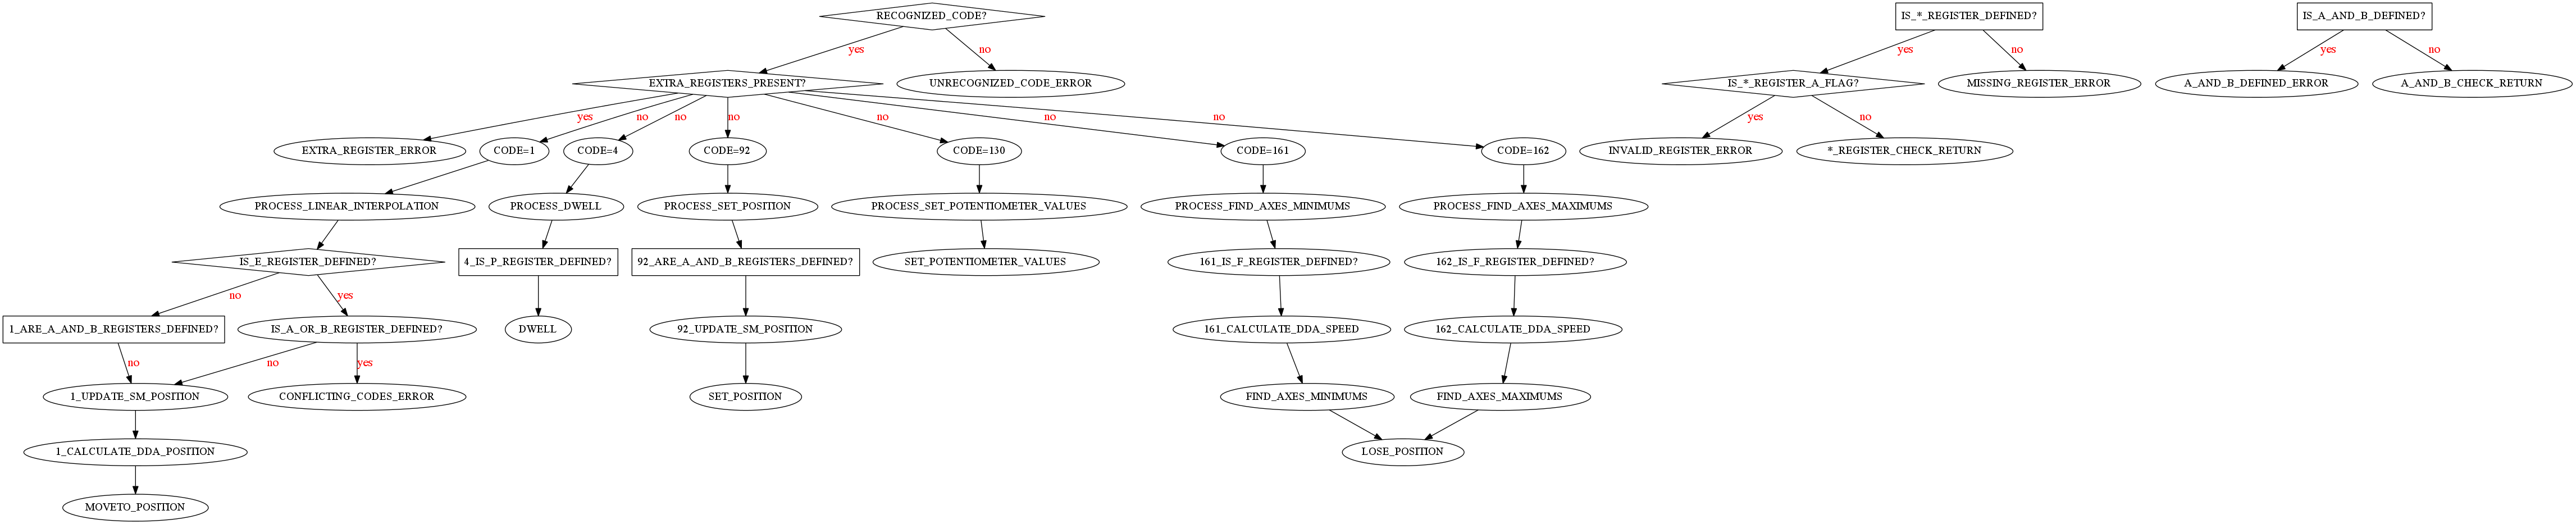 RECOGNIZED_CODE?
IS_*_REGISTER_DEFINED?
IS_A_AND_B_DEFINED?
yes
no
yes
no
yes
no
EXTRA_REGISTERS_PRESENT?
UNRECOGNIZED_CODE_ERROR
IS_*_REGISTER_A_FLAG?
MISSING_REGISTER_ERROR
A_AND_B_DEFINED_ERROR
A_AND_B_CHECK_RETURN
yes
no
no
no
no
no
no
yes
no
EXTRA_REGISTER_ERROR
CODE=1
CODE=4
CODE=92
CODE=130
CODE=161
CODE=162
INVALID_REGISTER_ERROR
*_REGISTER_CHECK_RETURN
PROCESS_LINEAR_INTERPOLATION
PROCESS_DWELL
PROCESS_SET_POSITION
PROCESS_SET_POTENTIOMETER_VALUES
PROCESS_FIND_AXES_MINIMUMS
PROCESS_FIND_AXES_MAXIMUMS
IS_E_REGISTER_DEFINED?
4_IS_P_REGISTER_DEFINED?
92_ARE_A_AND_B_REGISTERS_DEFINED?
SET_POTENTIOMETER_VALUES
161_IS_F_REGISTER_DEFINED?
162_IS_F_REGISTER_DEFINED?
no
yes
1_ARE_A_AND_B_REGISTERS_DEFINED?
IS_A_OR_B_REGISTER_DEFINED?
DWELL
92_UPDATE_SM_POSITION
161_CALCULATE_DDA_SPEED
162_CALCULATE_DDA_SPEED
no
no
yes
1_UPDATE_SM_POSITION
CONFLICTING_CODES_ERROR
SET_POSITION
FIND_AXES_MINIMUMS
FIND_AXES_MAXIMUMS
1_CALCULATE_DDA_POSITION
LOSE_POSITION
MOVETO_POSITION